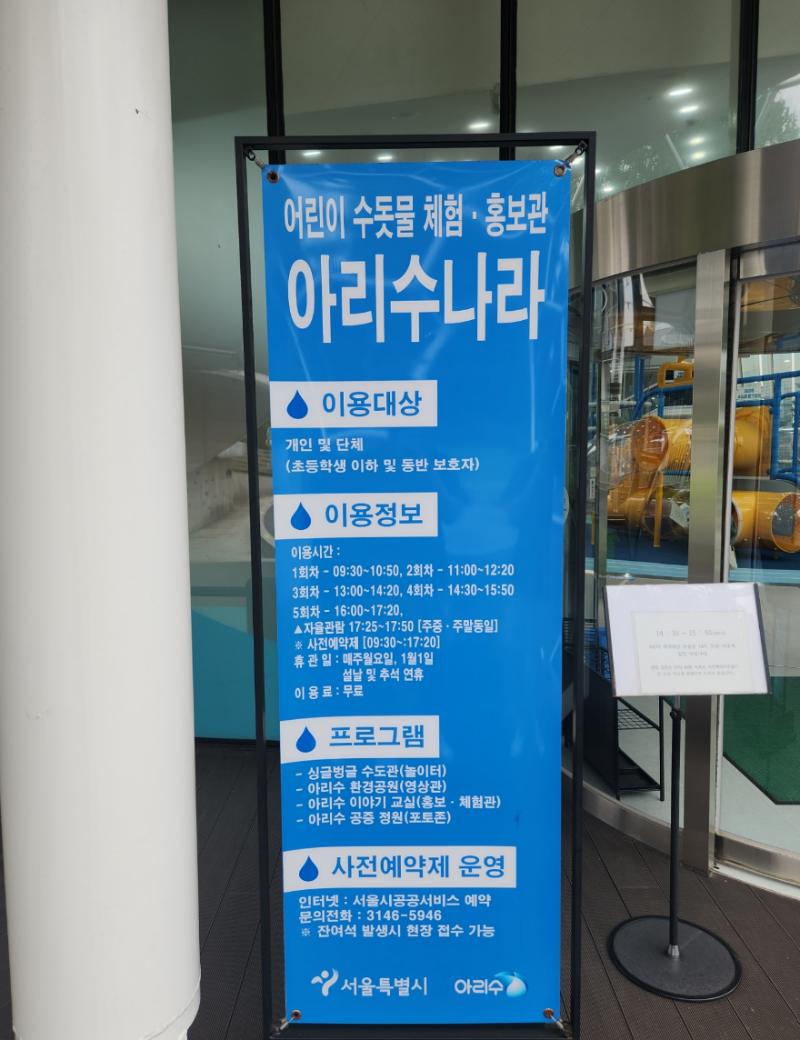 어린이 수돗물 체험 · 홍보관
아리수나라
이용대상
개인 및 단체
(초등학생 이하 및 동반 보호자)
이용정보
이용시간 :
1회차 - 09:30~10:50, 2회차 - 11:00~12:20
3회차 - 13:00~14:20, 4회차 - 14:30~15:50
5회차 - 16:00~17:20,
▲자율관람 17:25~17:50 [주중 · 주말동일]
※ 사전예약제 [09:30~:17:20]
휴 관 일 : 매주월요일, 1월1일
설날 및 추석 연휴
이 용 료 : 무료
프로그램
- 싱글벙글 수도관(놀이터)
- 아리수 환경공원(영상관)
- 아리수 이야기 교실(홍보 · 체험관)
- 아리수 공중 정원(포토존)
사전예약제 운영
인터넷 : 서울시공공서비스 예약
문의전화 : 3146-5946
※ 잔여석 발생시 현장 접수 가능
서울특별시 아리수